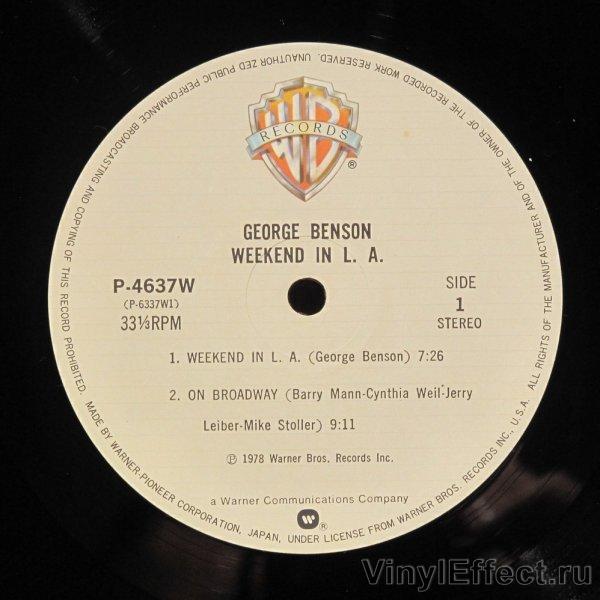 WB
RECORDS
®
GEORGE BENSON
WEEKEND IN L. A.
P-4637W
(P-6337W1)
33⅓RPM
SIDE
1
STEREO
1. WEEKEND IN L. A. (George Benson) 7:26
2. ON BROADWAY (Barry Mann-Cynthia Weil-Jerry
Leiber-Mike Stoller) 9:11
℗ 1978 Warner Bros. Records Inc.
a Warner Communications Company
®
MADE BY WARNER-PIONEER CORPORATION, JAPAN, UNDER LICENSE FROM WARNER BROS. RECORDS INC., U.S.A. ALL RIGHTS OF THE MANUFACTURER AND OF THE OWNER OF THE RECORDED WORK RESERVED. UNAUTHORIZED PUBLIC PERFORMANCE BROADCASTING AND COPYING OF THIS RECORD PROHIBITED.
VinylEffect.ru